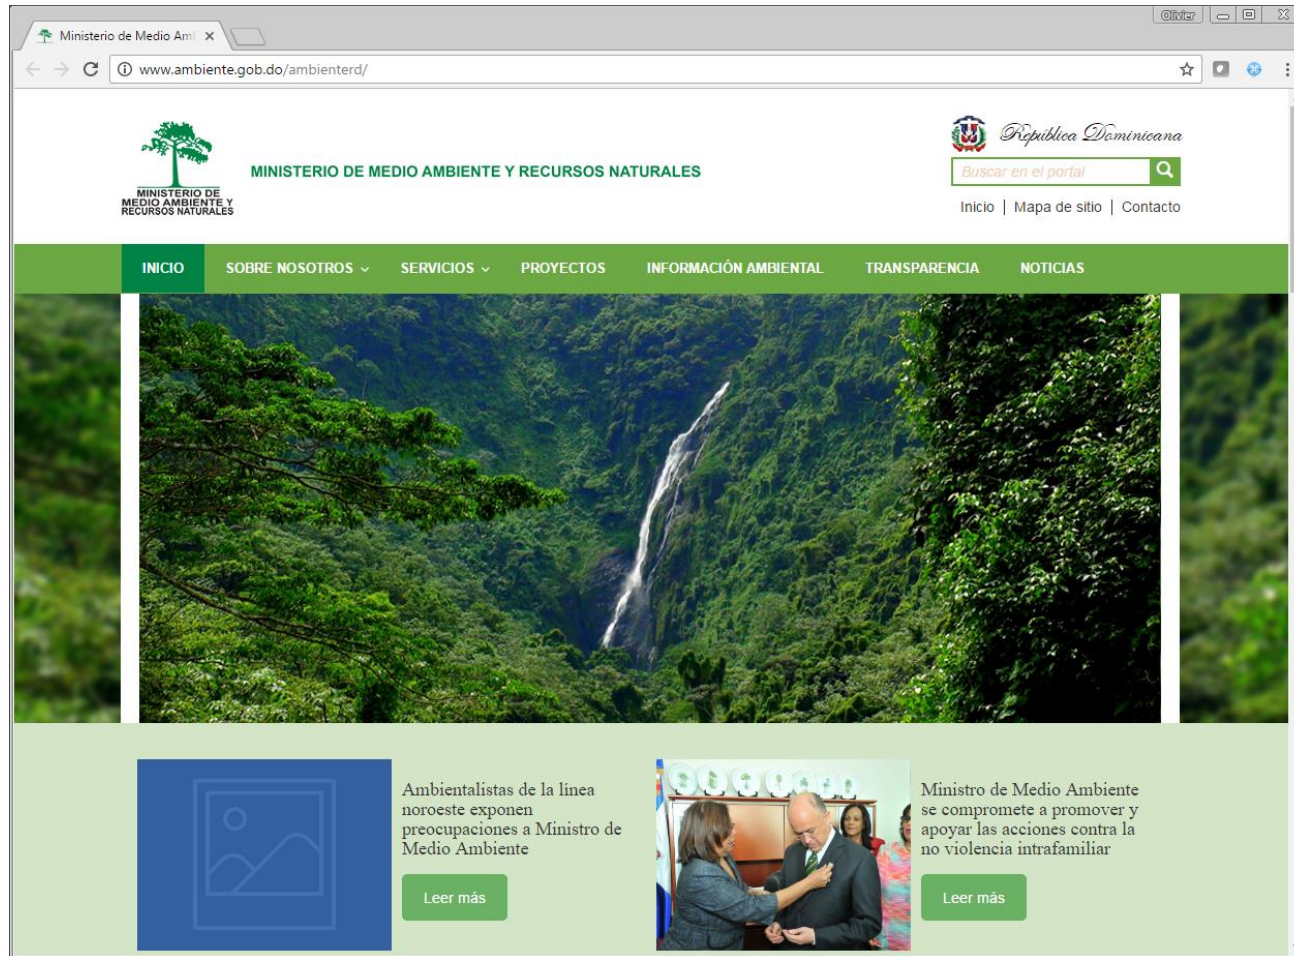 Olivier
Ministerio de Medio Am
www.ambiente.gob.do/ambienterd/
MINISTERIO DE
MEDIO AMBIENTE Y
RECURSOS NATURALES
MINISTERIO DE MEDIO AMBIENTE Y RECURSOS NATURALES
República Dominicana
Buscar en el portal
Inicio | Mapa de sitio | Contacto
INICIO SOBRE NOSOTROS SERVICIOS PROYECTOS INFORMACIÓN AMBIENTAL TRANSPARENCIA NOTICIAS
Ambientalistas de la línea
noroeste exponen
preocupaciones a Ministro de
Medio Ambiente
Leer más
Ministro de Medio Ambiente
se compromete a promover y
apoyar las acciones contra la
no violencia intrafamiliar
Leer más